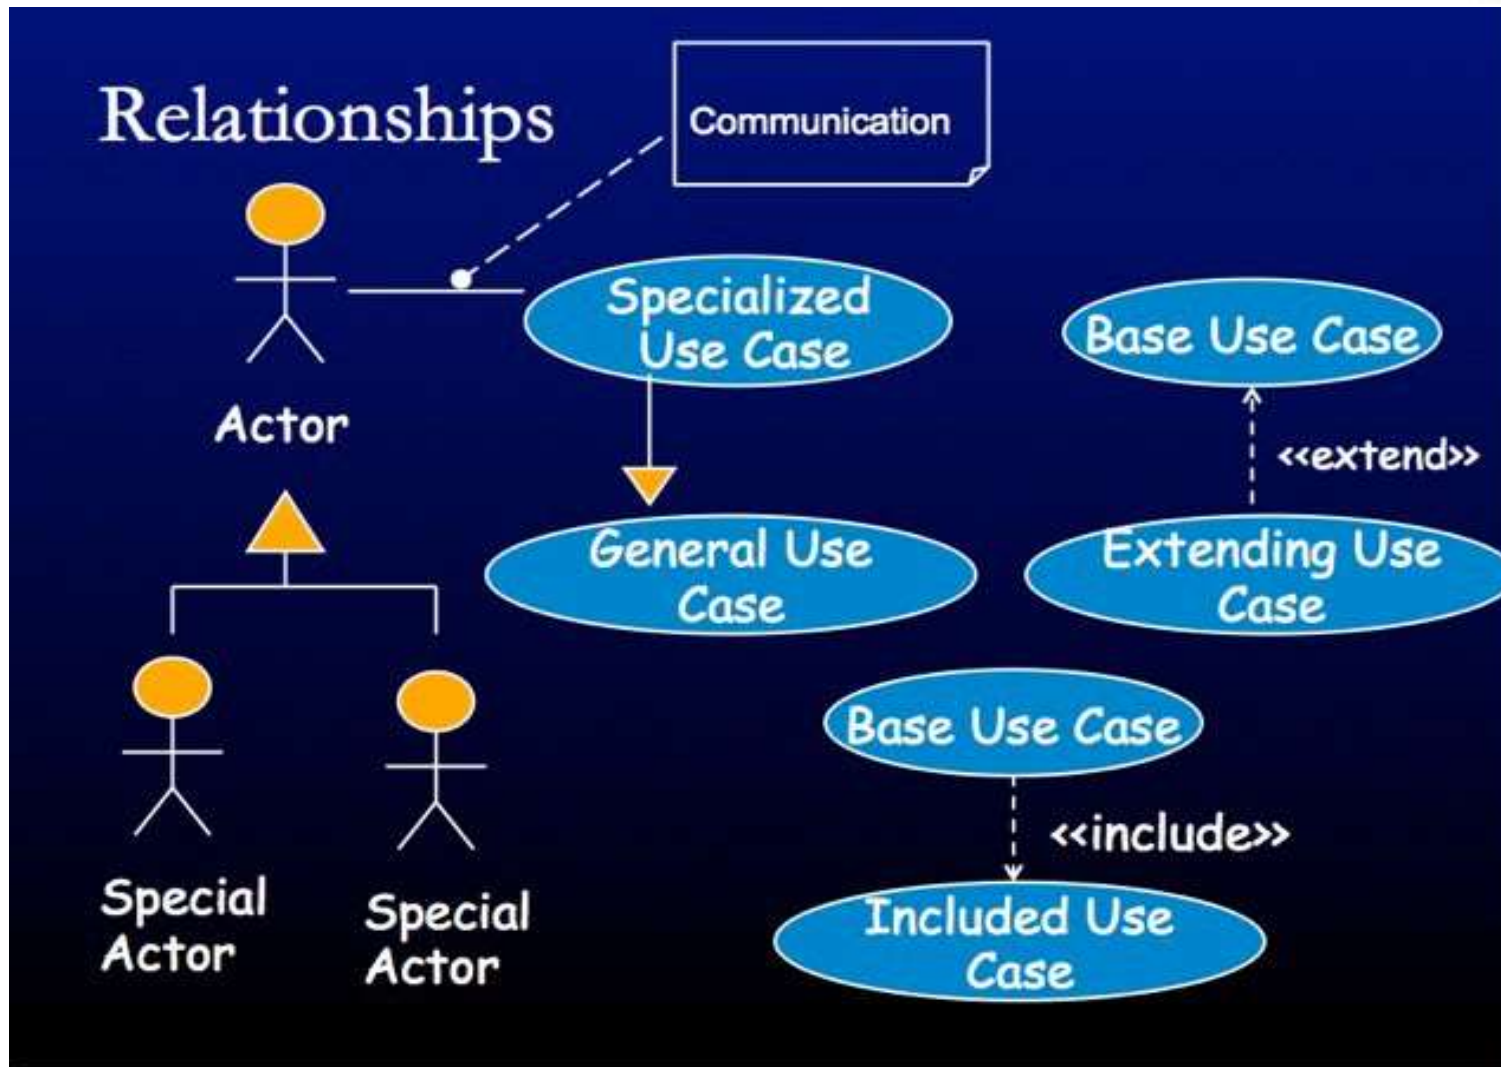 Relationships
Communication
Specialized
Use Case
Base Use Case
Actor
<<extend>>
General Use
Case
Extending Use
Case
Base Use Case
<<include>>
Special
Actor
Special
Actor
Included Use
Case